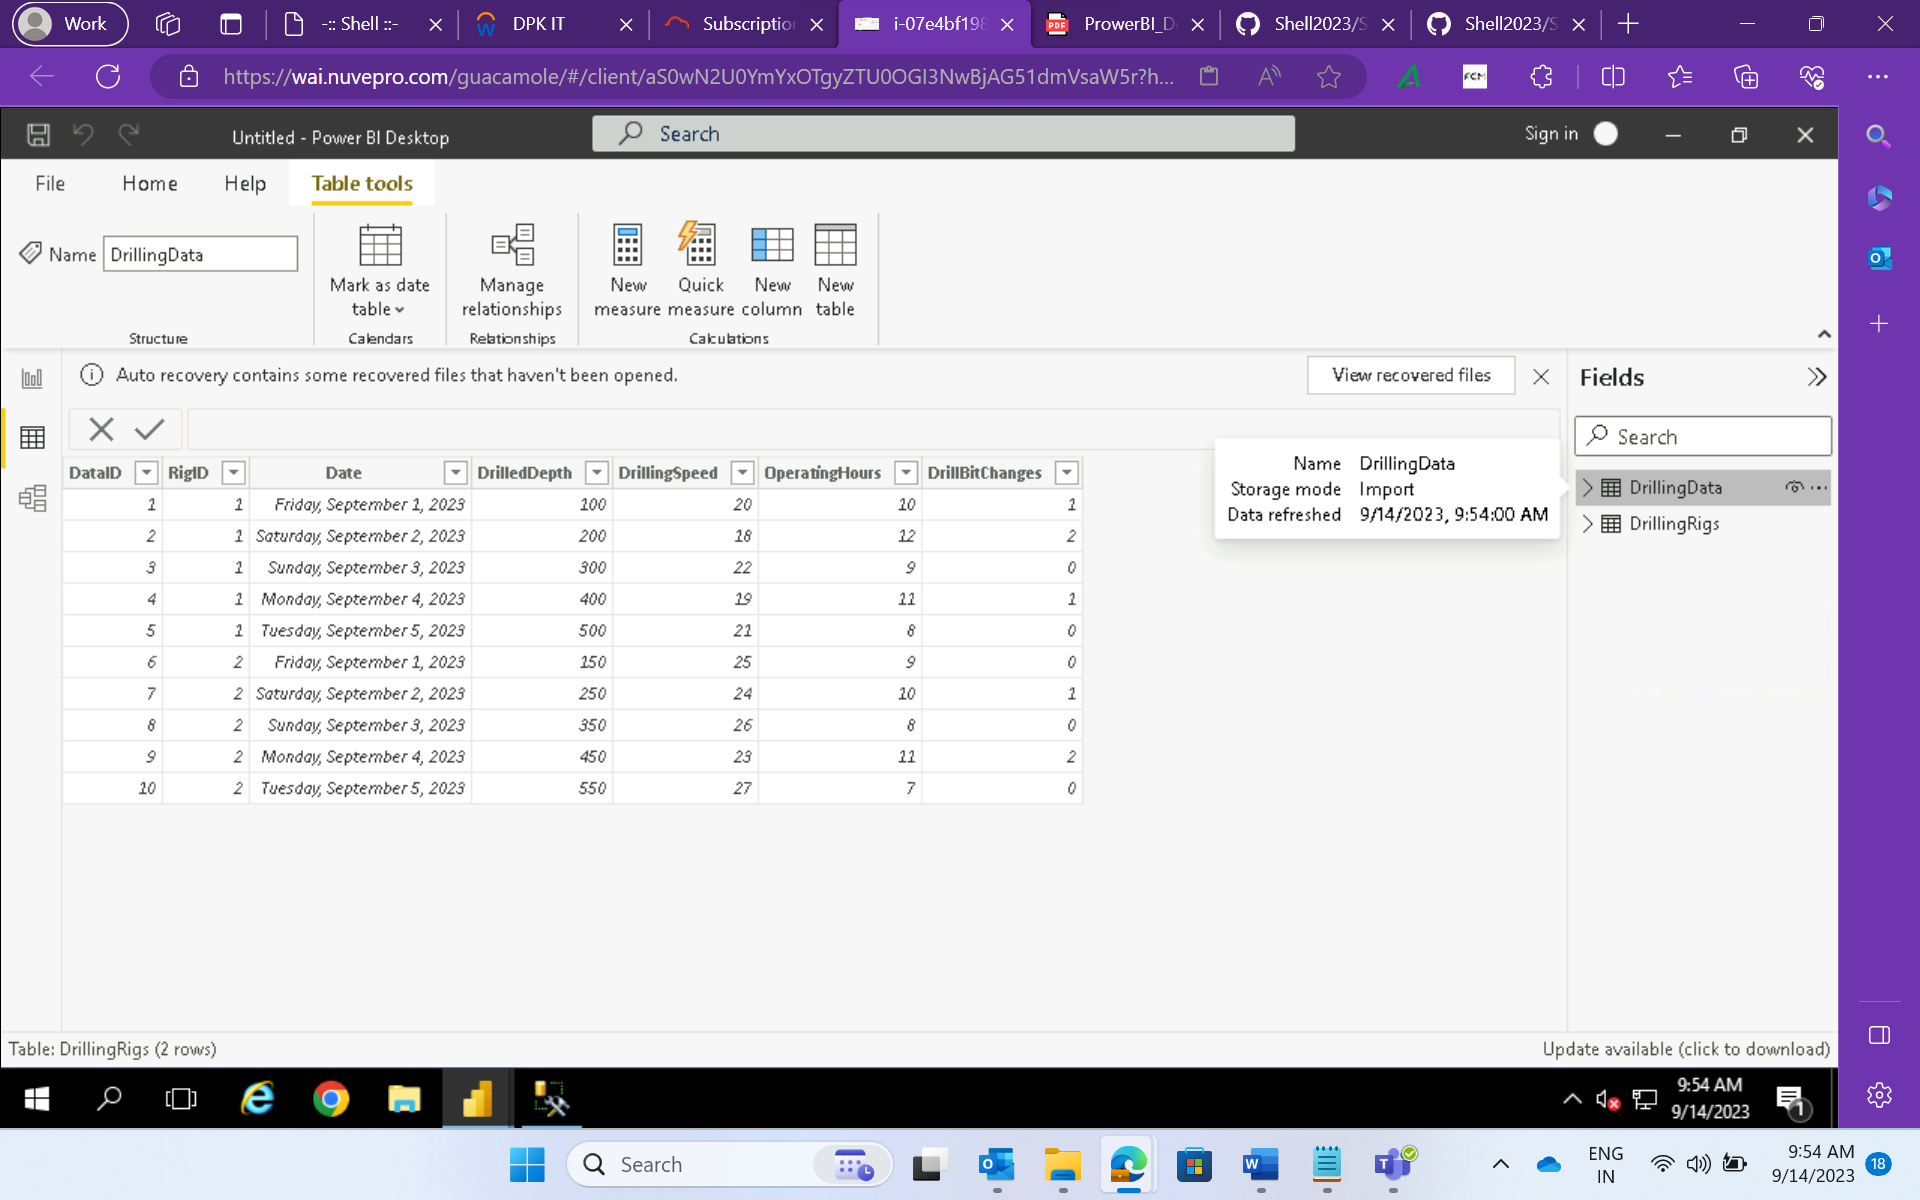 Work
-:: Shell ::-
DPK IT
Subscription
i-07e4bf198
ProwerBI_D
Shell2023/S
Shell2023/S
https://wai.nuvepro.com/guacamole/#/client/aS0wN2U0YmYxOTgyZTU0OGI3NwBjAG51dmVsaW5r?h...
Untitled - Power BI Desktop
Search
Sign in
File Home Help Table tools
Name DrillingData
Mark as date table
Manage relationships
New measure
Quick measure
New column
New table
Structure Calendars Relationships Calculations
Auto recovery contains some recovered files that haven't been opened.
View recovered files
Fields
Search
Name DrillingData
Storage mode Import
Data refreshed 9/14/2023, 9:54:00 AM
DrillingData
DrillingRigs
DataID RigID Date DrilledDepth DrillingSpeed OperatingHours DrillBitChanges
1 1 Friday, September 1, 2023 100 20 10 1
2 1 Saturday, September 2, 2023 200 18 12 2
3 1 Sunday, September 3, 2023 300 22 9 0
4 1 Monday, September 4, 2023 400 19 11 1
5 1 Tuesday, September 5, 2023 500 21 8 0
6 2 Friday, September 1, 2023 150 25 9 0
7 2 Saturday, September 2, 2023 250 24 10 1
8 2 Sunday, September 3, 2023 350 26 8 0
9 2 Monday, September 4, 2023 450 23 11 2
10 2 Tuesday, September 5, 2023 550 27 7 0
Table: DrillingRigs (2 rows)
Update available (click to download)
9:54 AM
9/14/2023
1
Search
ENG
IN
9:54 AM
9/14/2023
18